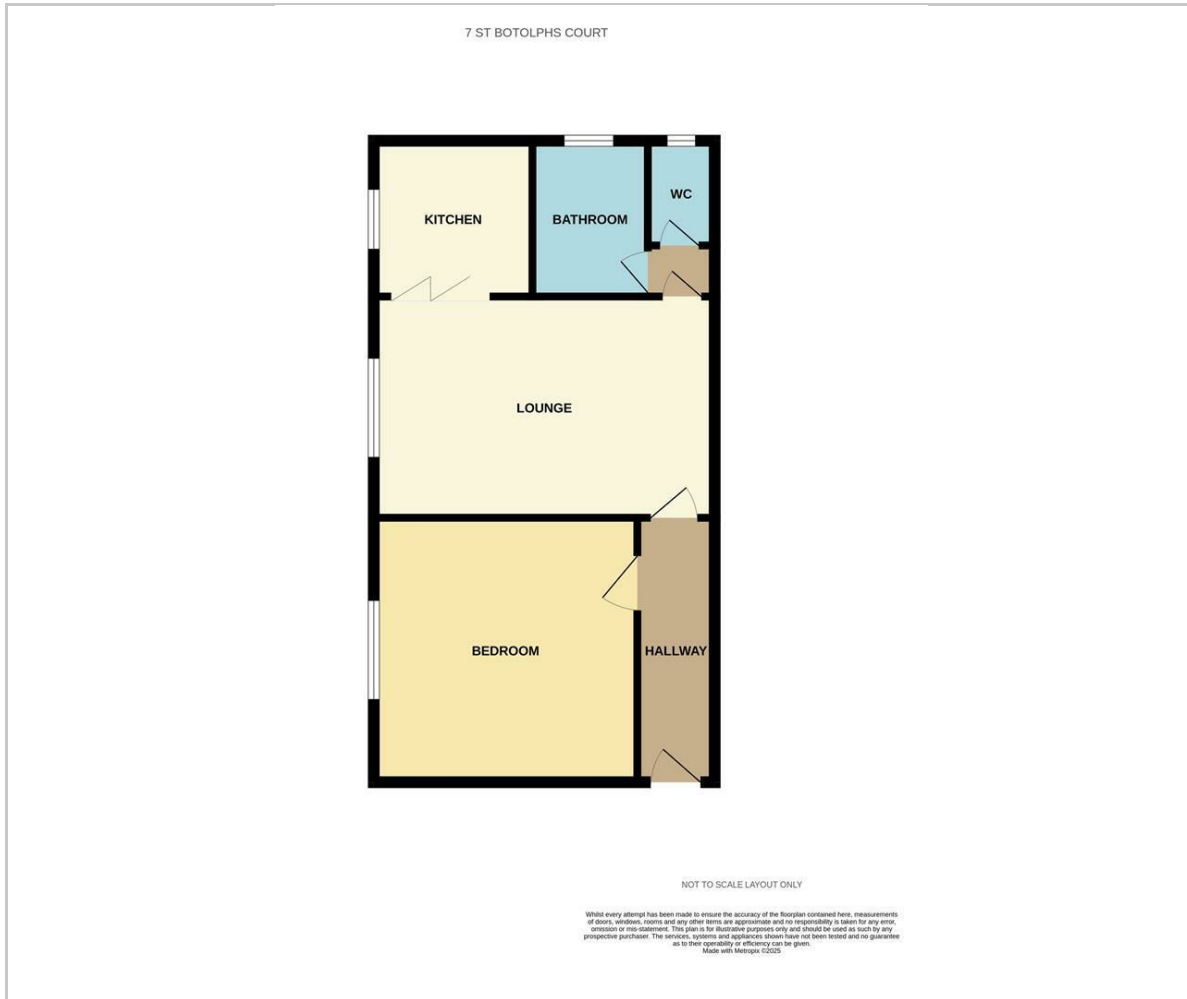 7 ST BOTOLPHS COURT
WC
KITCHEN
BATHROOM
LOUNGE
BEDROOM
HALLWAY
NOT TO SCALE LAYOUT ONLY
Whilst every attempt has been made to ensure the accuracy of the floorplan contained here, measurements
of doors, windows, rooms and any other items are approximate and no responsibility is taken for any error,
omission or mis-statement. This plan is for illustrative purposes only and should be used as such by any
prospective purchaser. The services, systems and appliances shown have not been tested and no guarantee
as to their operability or efficiency can be given.
Made with Metropix ©2025